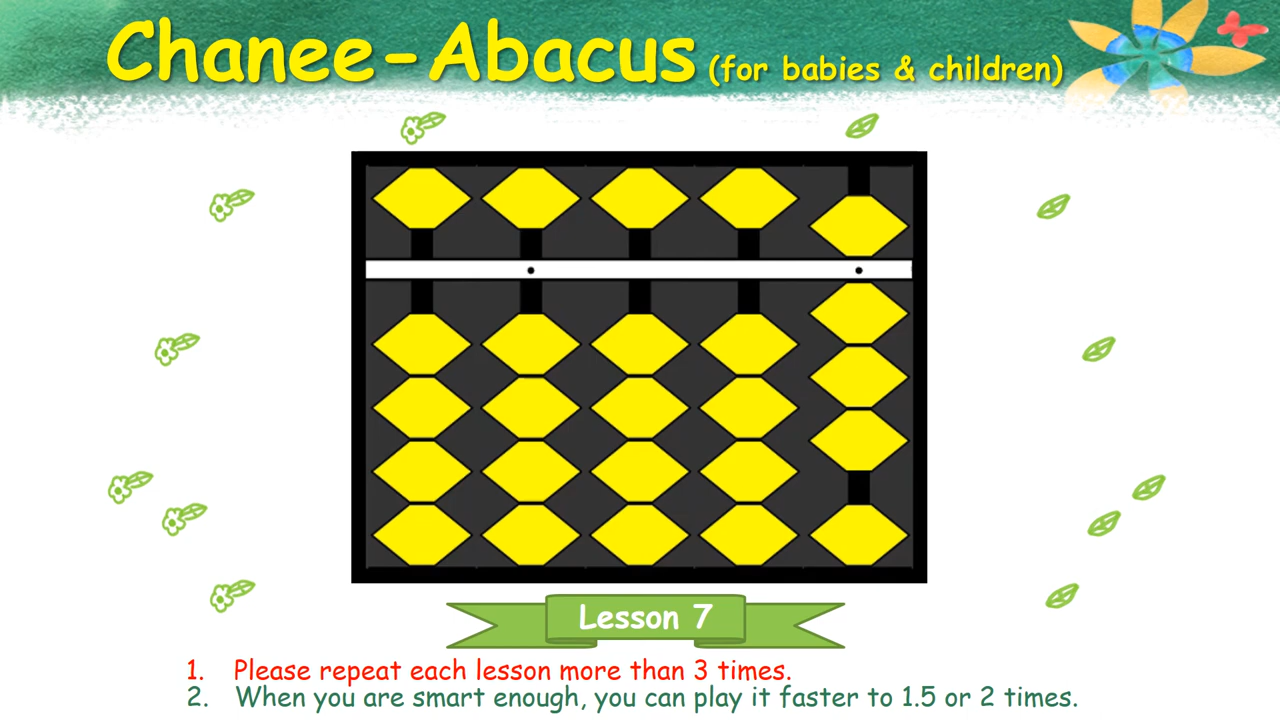 Chanee-Abacus (for babies & children)
Lesson 7
1. Please repeat each lesson more than 3 times.
2. When you are smart enough, you can play it faster to 1.5 or 2 times.